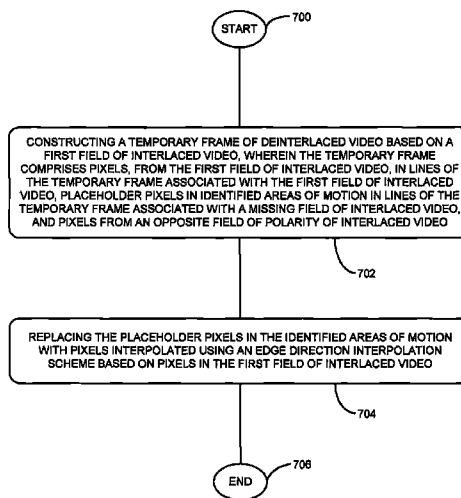 START
700
CONSTRUCTING A TEMPORARY FRAME OF DEINTERLACED VIDEO BASED ON A
FIRST FIELD OF INTERLACED VIDEO, WHEREIN THE TEMPORARY FRAME
COMPRISES PIXELS, FROM THE FIRST FIELD OF INTERLACED VIDEO, IN LINES
OF THE TEMPORARY FRAME ASSOCIATED WITH THE FIRST FIELD OF INTERLACED
VIDEO, PLACEHOLDER PIXELS IN IDENTIFIED AREAS OF MOTION IN LINES OF THE
TEMPORARY FRAME ASSOCIATED WITH A MISSING FIELD OF INTERLACED VIDEO,
AND PIXELS FROM AN OPPOSITE FIELD OF POLARITY OF INTERLACED VIDEO
702
REPLACING THE PLACEHOLDER PIXELS IN THE IDENTIFIED AREAS OF MOTION
WITH PIXELS INTERPOLATED USING AN EDGE DIRECTION INTERPOLATION
SCHEME BASED ON PIXELS IN THE FIRST FIELD OF INTERLACED VIDEO
704
END
706